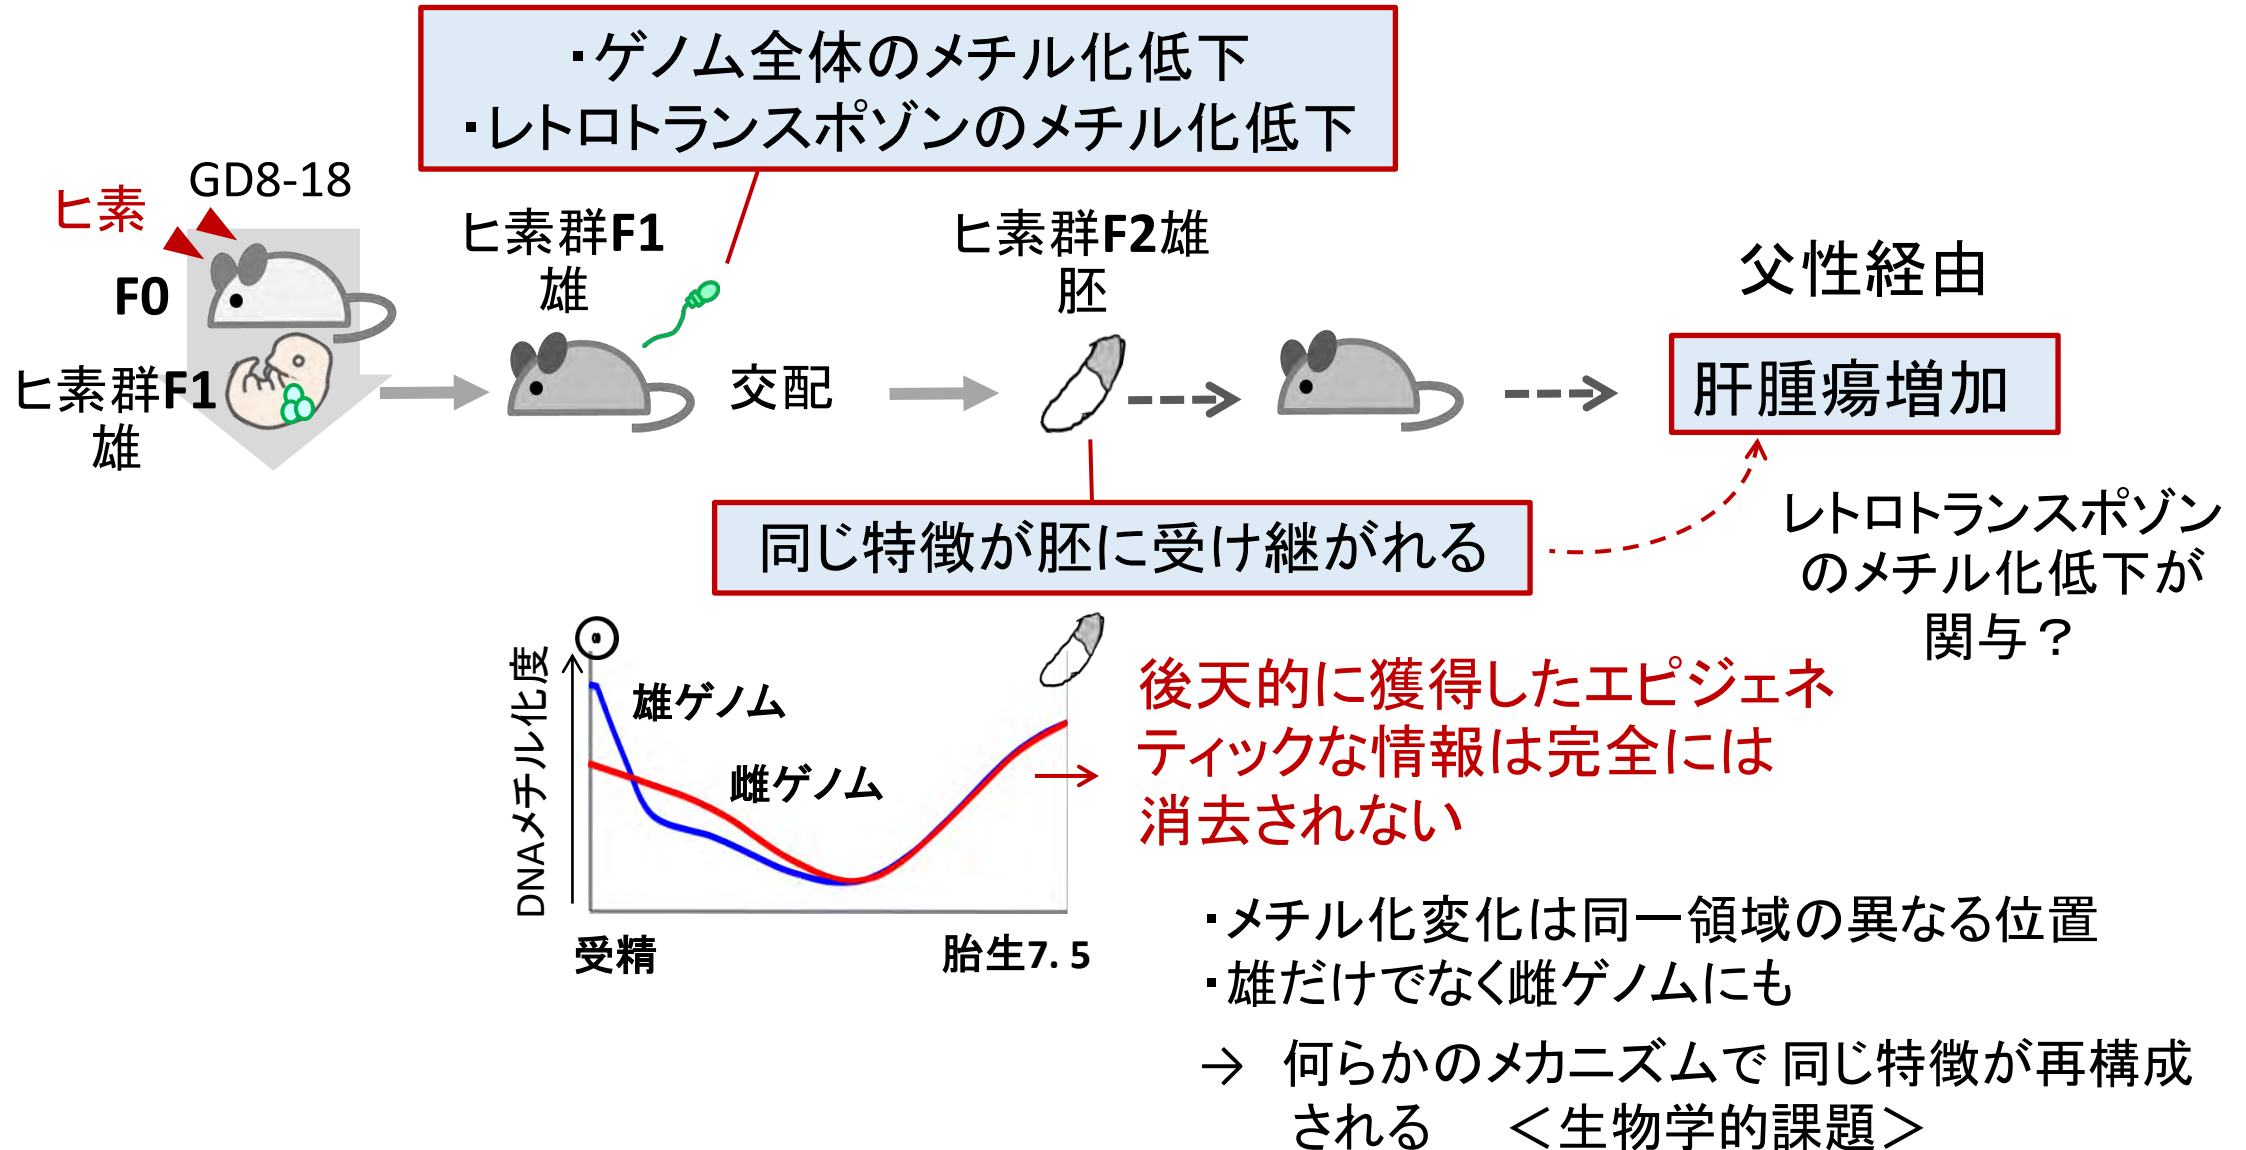 ・ゲノム全体のメチル化低下
・レトロトランスポゾンのメチル化低下
GD8-18
ヒ素
F0
ヒ素群F1
雄
ヒ素群F1
雄
交配
ヒ素群F2雄
胚
父性経由
肝腫瘍増加
同じ特徴が胚に受け継がれる
レトロトランスポゾン
のメチル化低下が
関与？
DNAメチル化度
雄ゲノム
雌ゲノム
受精
胎生7.5
後天的に獲得したエピジェネ
ティックな情報は完全には
消去されない
・メチル化変化は同一領域の異なる位置
・雄だけでなく雌ゲノムにも
→ 何らかのメカニズムで 同じ特徴が再構成
される ＜生物学的課題＞